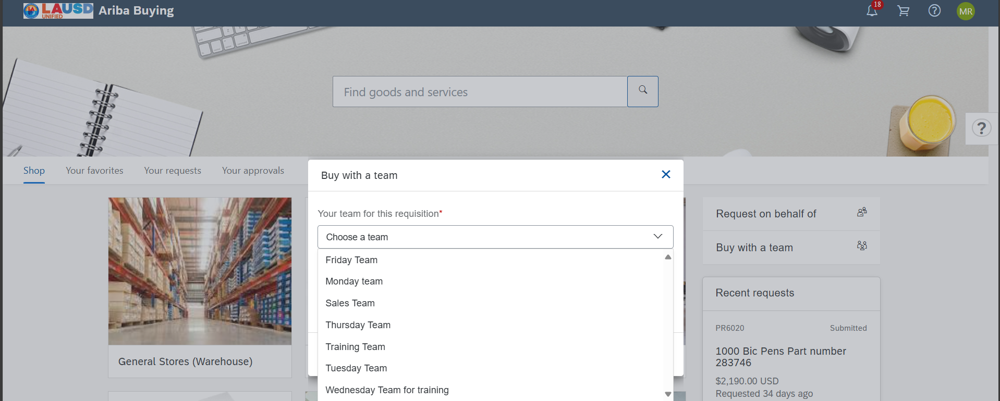 LAUSD
UNIFIED
Ariba Buying
18
?
MR
Find goods and services
?
Shop
Your favorites
Your requests
Your approvals
Buy with a team
Your team for this requisition*
Choose a team
Friday Team
Monday team
Sales Team
Thursday Team
Training Team
Tuesday Team
Wednesday Team for training
General Stores (Warehouse)
Request on behalf of
Buy with a team
Recent requests
PR6020
Submitted
1000 Bic Pens Part number
283746
$2,190.00 USD
Requested 34 days ago